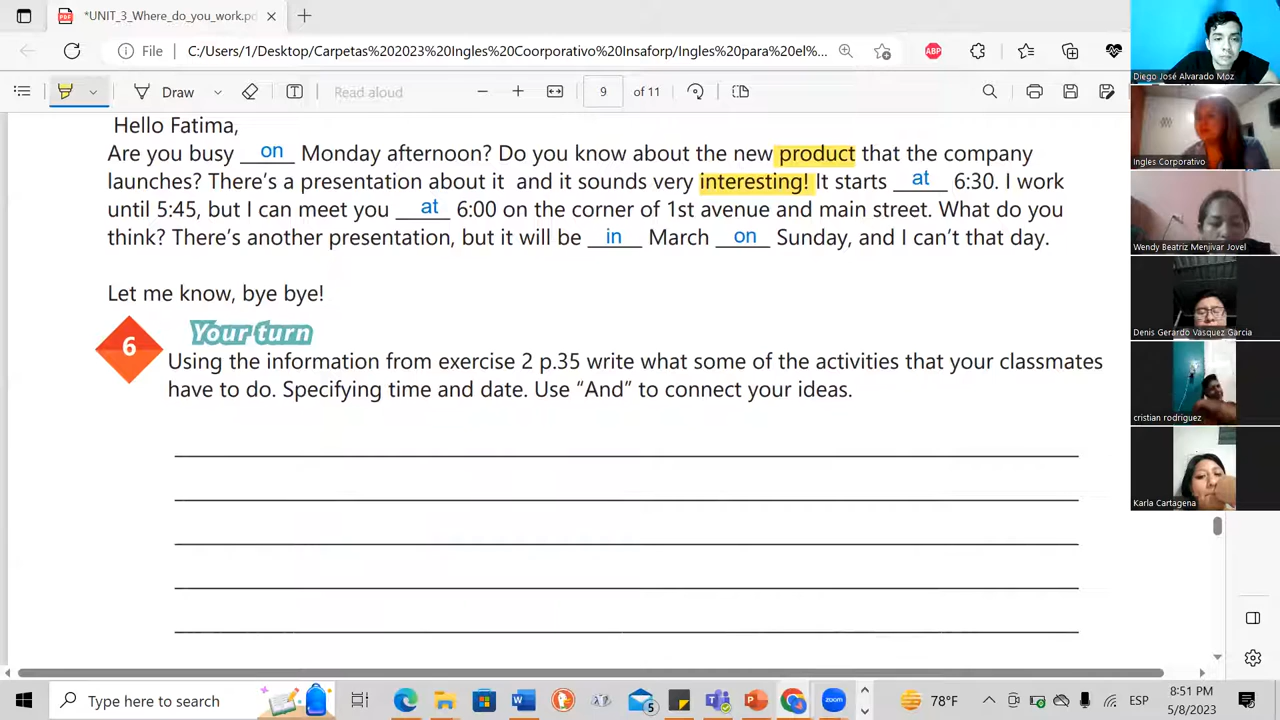 *UNIT_3_Where_do_you_work.pd
File
C:/Users/1/Desktop/Carpetas%202023%20Ingles%20Coorporativo%20Insaforp/Ingles%20para%20el%...
ABP
Draw
Read aloud
9 of 11
Hello Fatima,
Are you busy on Monday afternoon? Do you know about the new product that the company
launches? There's a presentation about it and it sounds very interesting! It starts at 6:30. I work
until 5:45, but I can meet you at 6:00 on the corner of 1st avenue and main street. What do you
think? There's another presentation, but it will be in March on Sunday, and I can't that day.
Let me know, bye bye!
6
Your turn
Using the information from exercise 2 p.35 write what some of the activities that your classmates
have to do. Specifying time and date. Use “And” to connect your ideas.
Diego José Alvarado Moz
Ingles Corporativo
Wendy Beatriz Menjivar Jovel
Denis Gerardo Vasquez Garcia
cristian rodriguez
Karla Cartagena
Type here to search
5
zoom
78°F
ESP
8:51 PM
5/8/2023